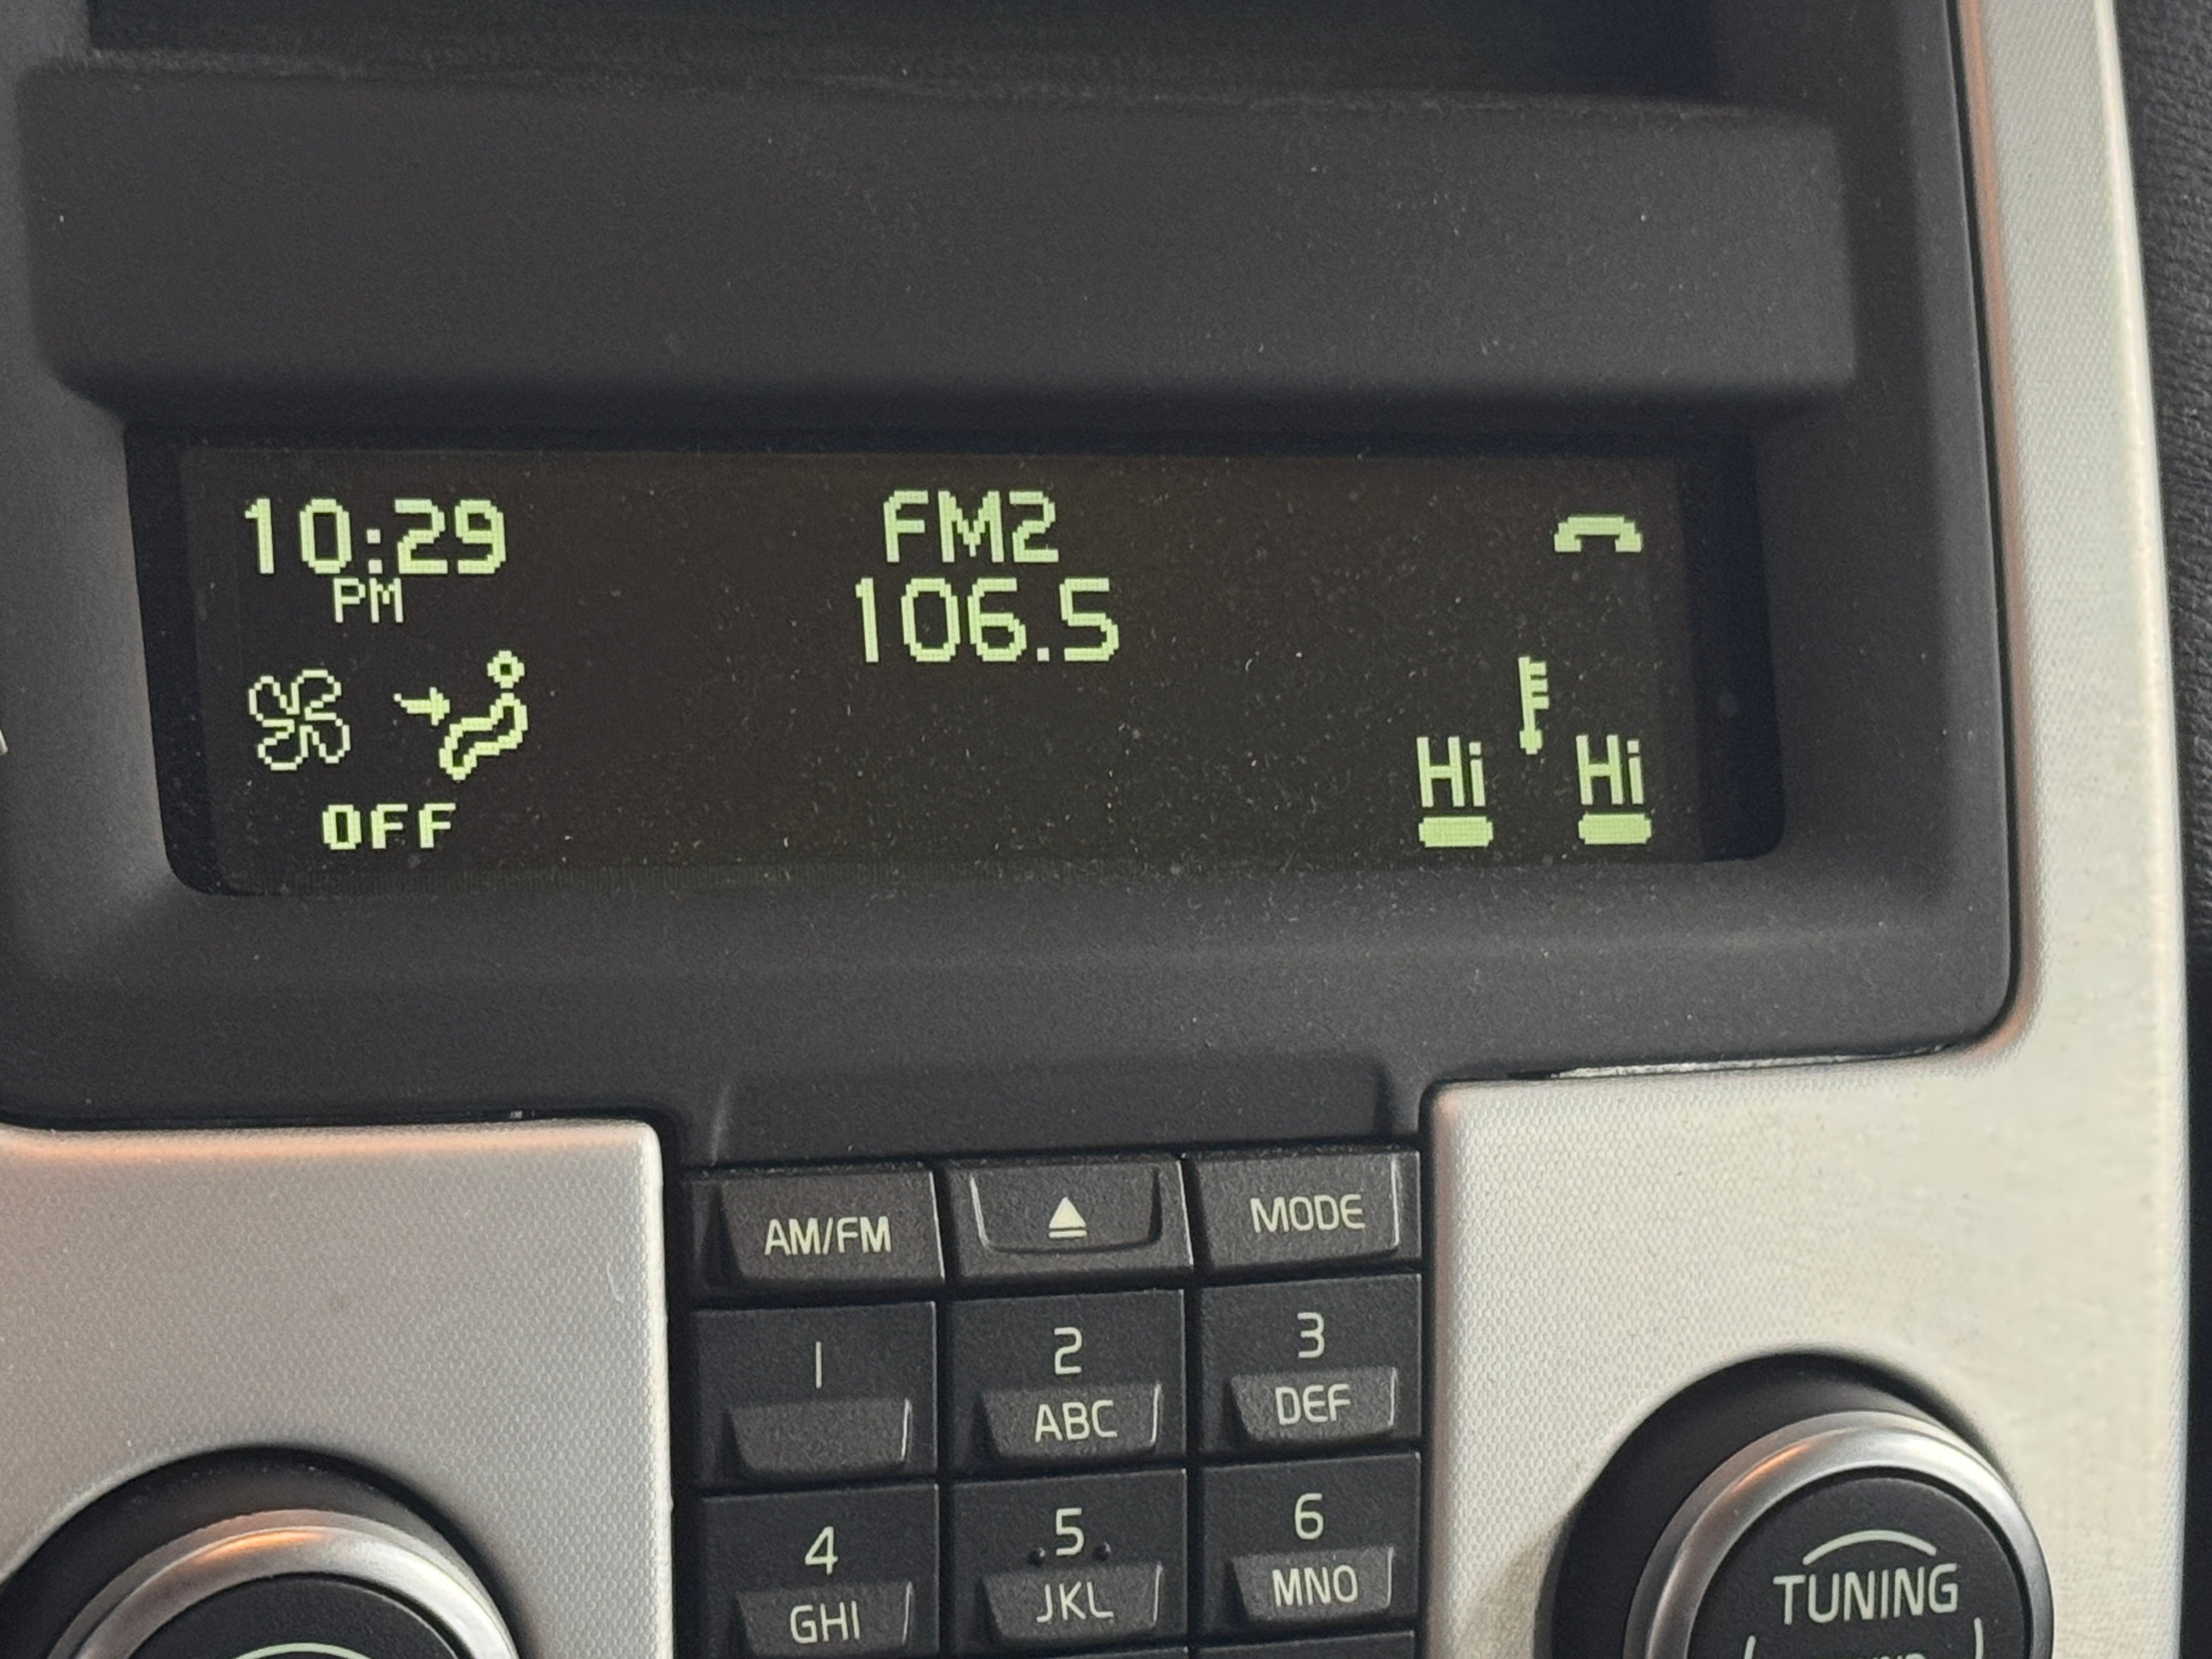 10:29 FM2
PM 106.5
Hi Hi
OFF
AM/FM MODE
1 2 3
ABC DEF
4 5 6
GHI JKL MNO
TUNING